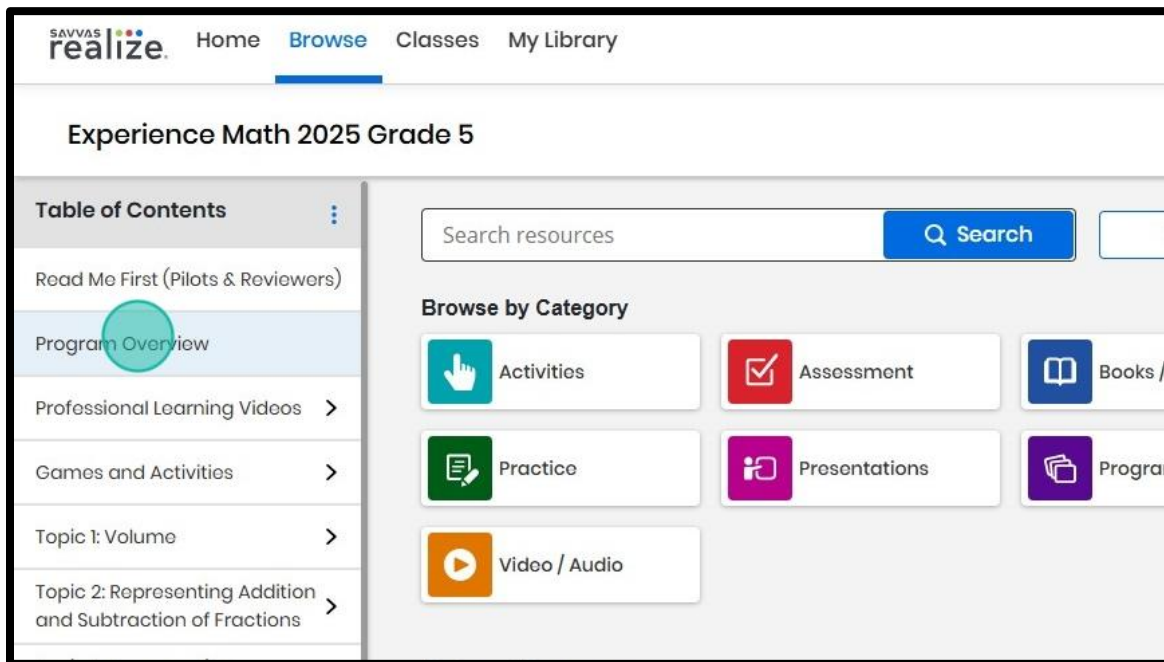 SAVVAS
realize. Home Browse Classes My Library
Experience Math 2025 Grade 5
Table of Contents
Search resources
Search
Read Me First (Pilots & Reviewers)
Browse by Category
Program Overview
Activities
Assessment
Books /
Professional Learning Videos
Games and Activities
Practice
Presentations
Topic 1: Volume
Video / Audio
Topic 2: Representing Addition
and Subtraction of Fractions